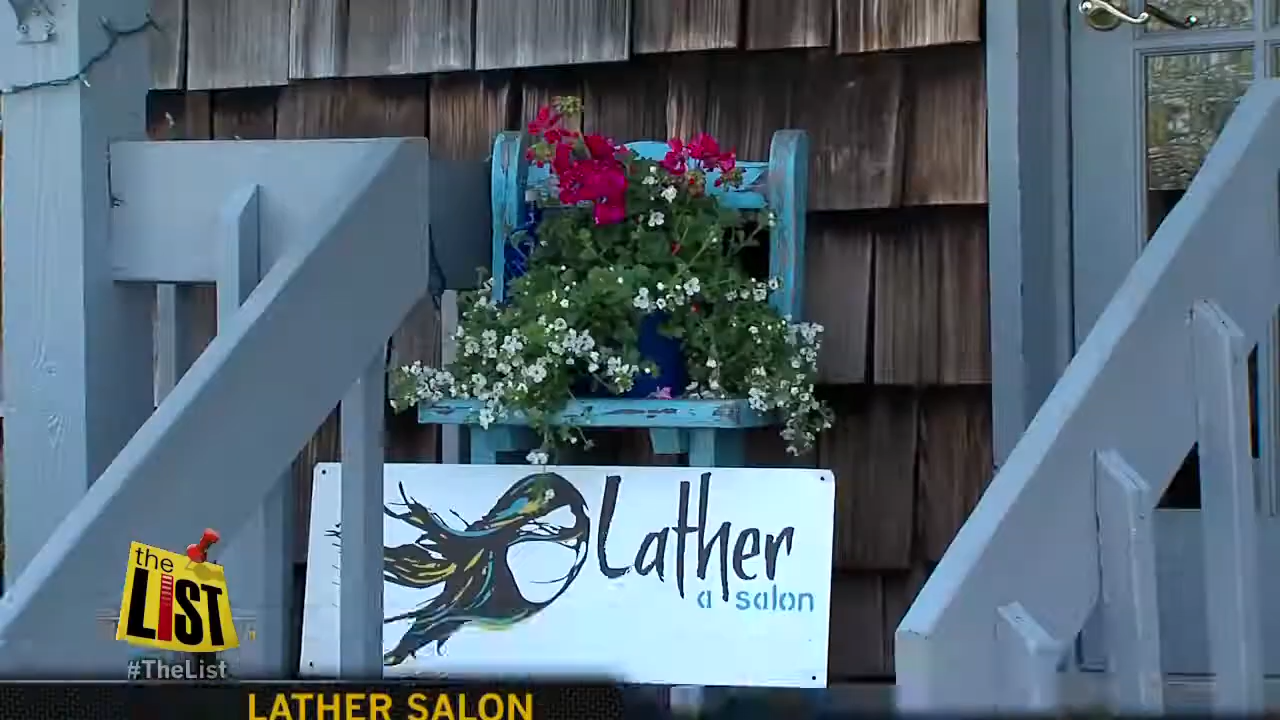 Lather
a salon
the
LIST
#TheList
LATHER SALON